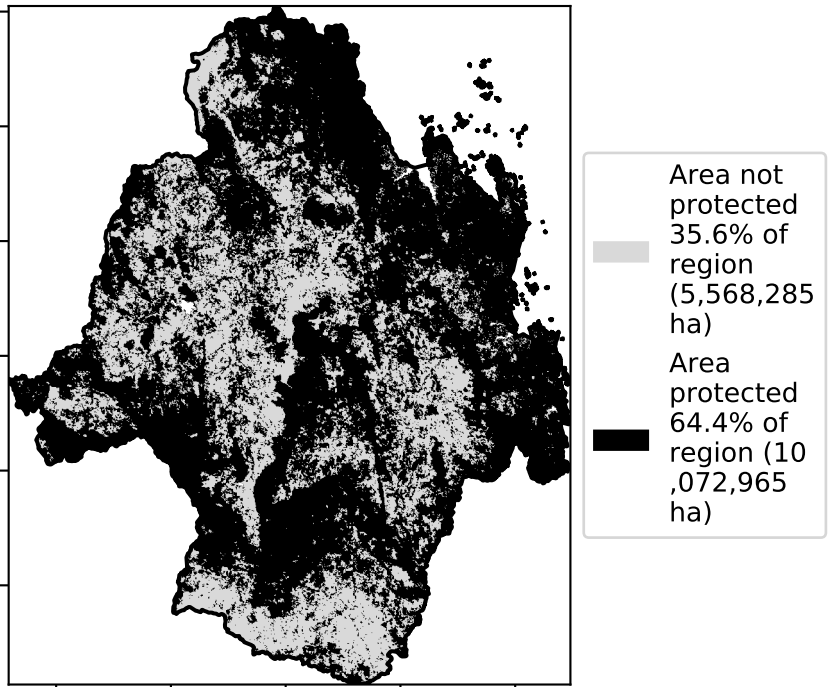 Area not
protected
35.6% of
region
(5,568,285
ha)
Area
protected
64.4% of
region (10
,072,965
ha)